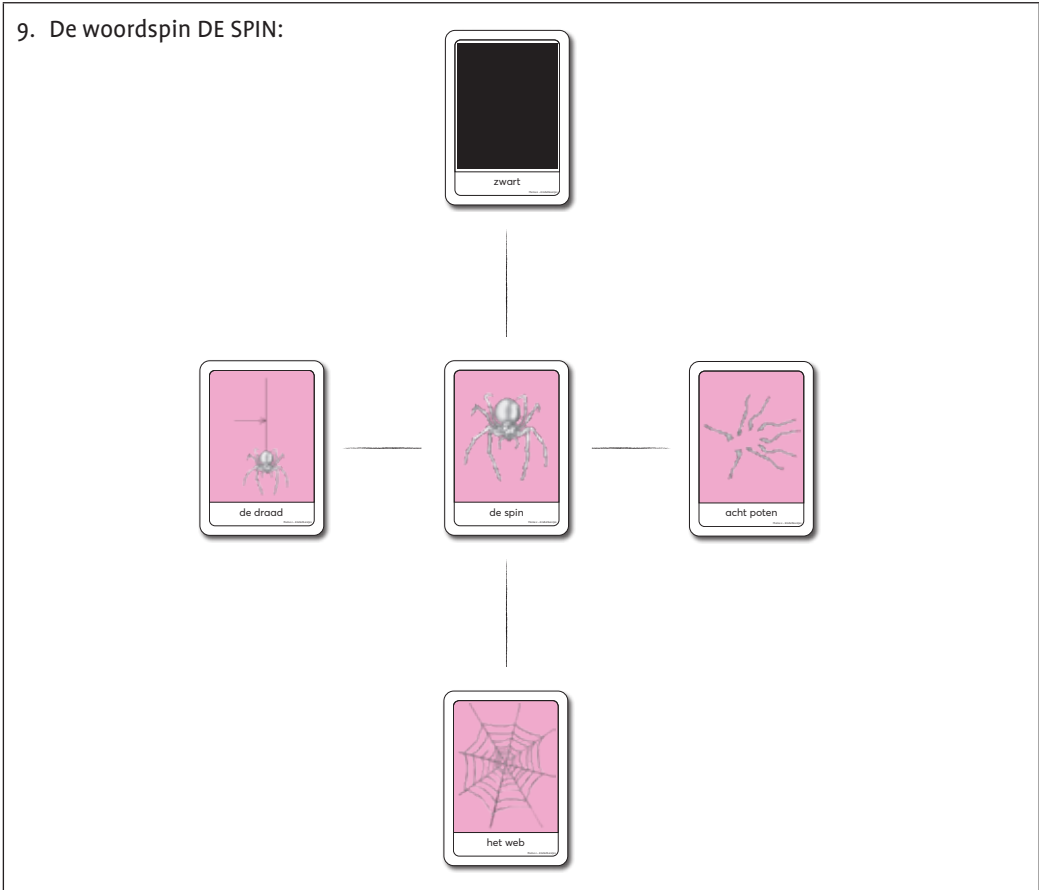 9. De woordspin DE SPIN:
zwart
de draad
de spin
acht poten
het web